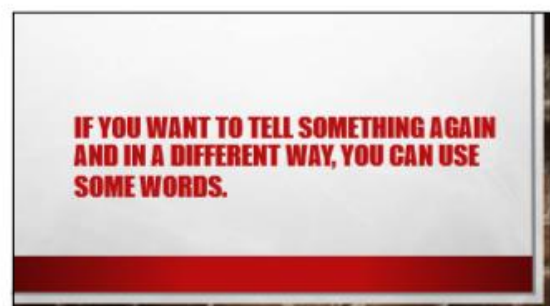 IF YOU WANT TO TELL SOMETHING AGAIN
AND IN A DIFFERENT WAY, YOU CAN USE
SOME WORDS.